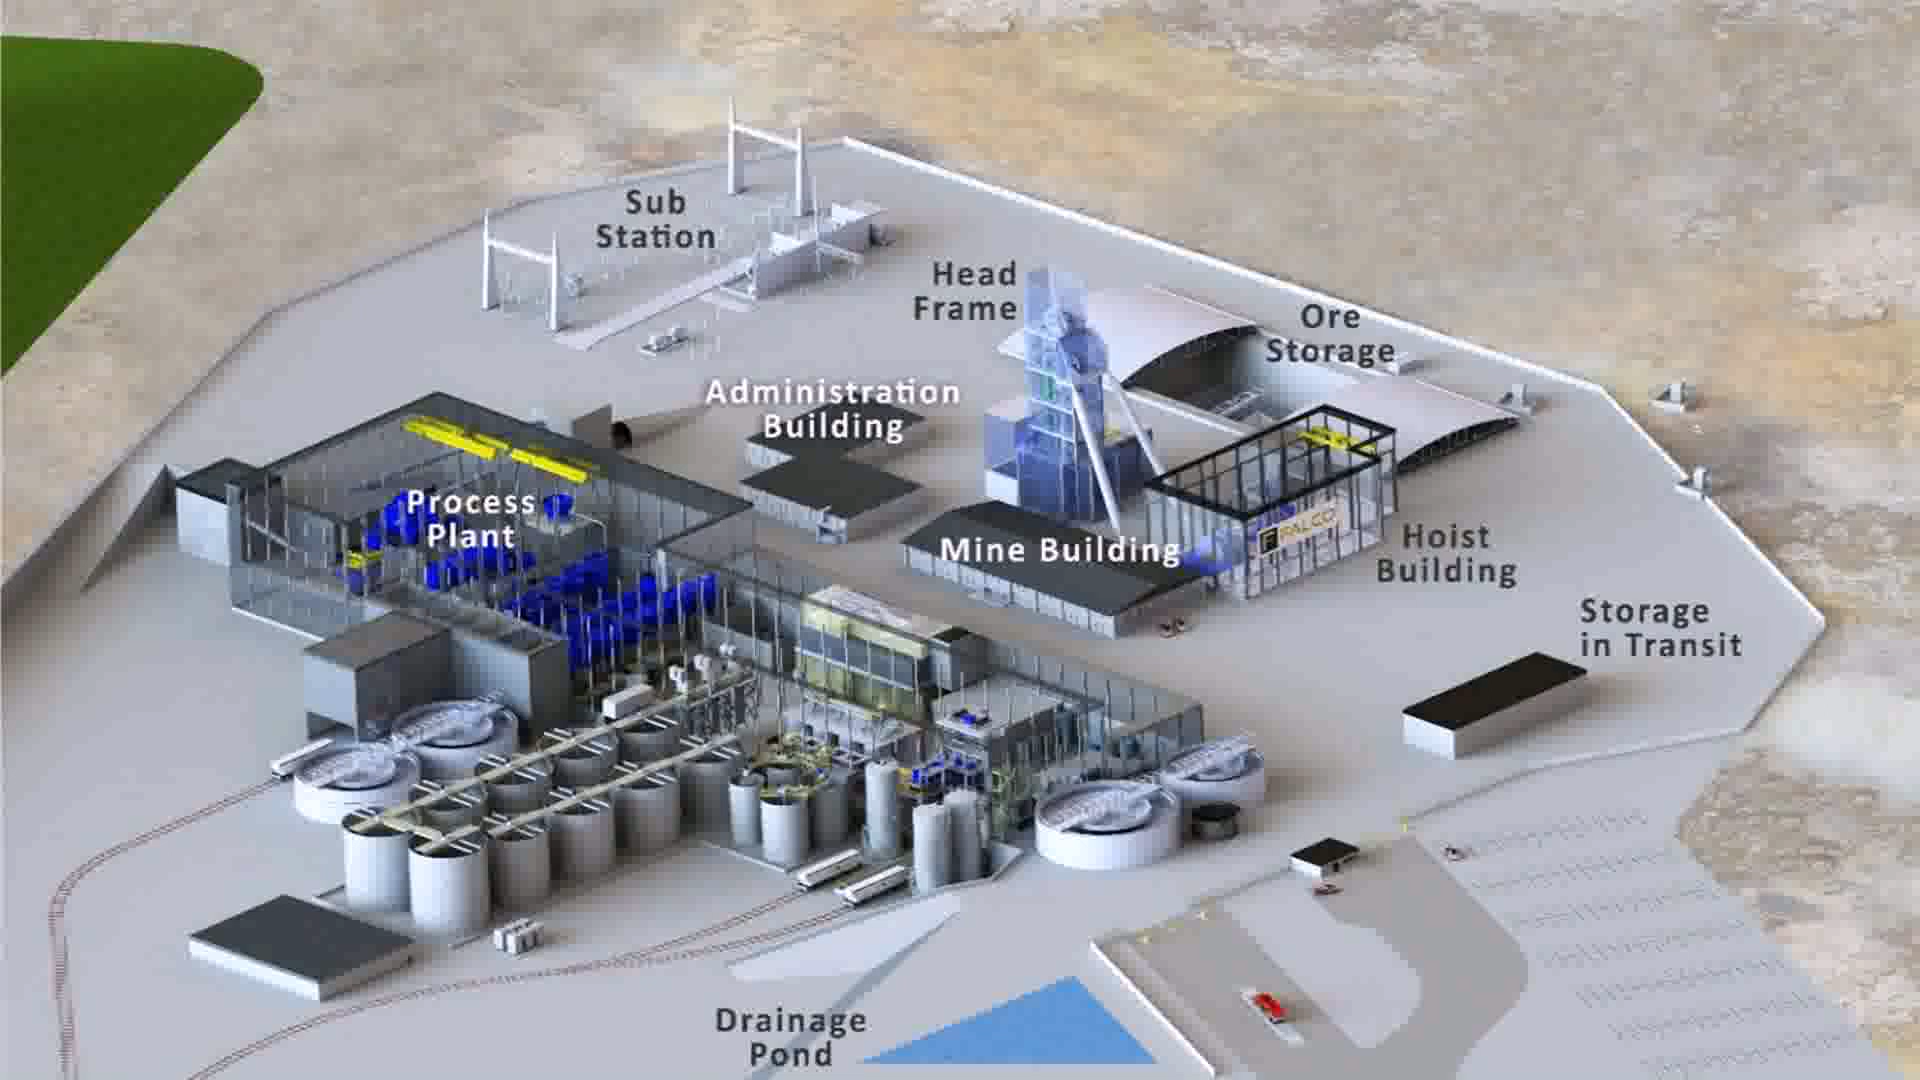 Sub
Station
Head
Frame
Ore
Storage
Administration
Building
Process
Plant
Mine Building
FALCO
Hoist
Building
Storage
in Transit
Drainage
Pond